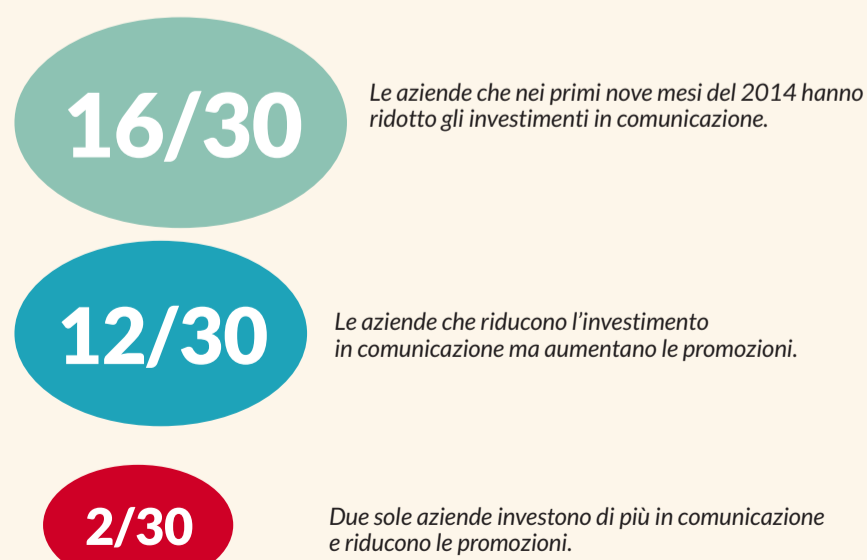 16/30
Le aziende che nei primi nove mesi del 2014 hanno
ridotto gli investimenti in comunicazione.
12/30
Le aziende che riducono l’investimento
in comunicazione ma aumentano le promozioni.
2/30
Due sole aziende investono di più in comunicazione
e riducono le promozioni.